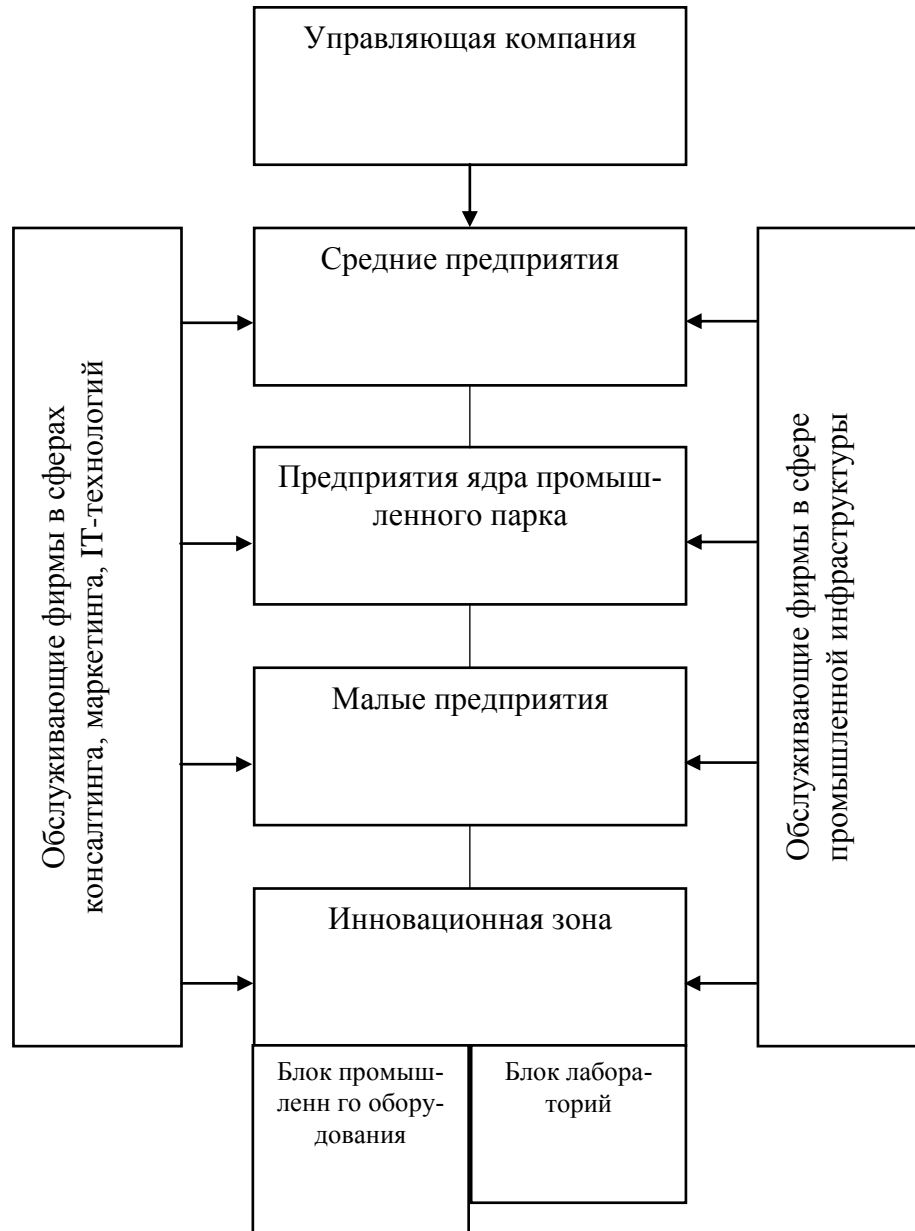 Управляющая компания
Средние предприятия
Обслуживающие фирмы в сферах
консалтинга, маркетинга, IT-технологий
Предприятия ядра промыш-
ленного парка
Обслуживающие фирмы в сфере
промышленной инфраструктуры
Малые предприятия
Инновационная зона
Блок промыш-
ленн го обору-
дования
Блок лабора-
торий